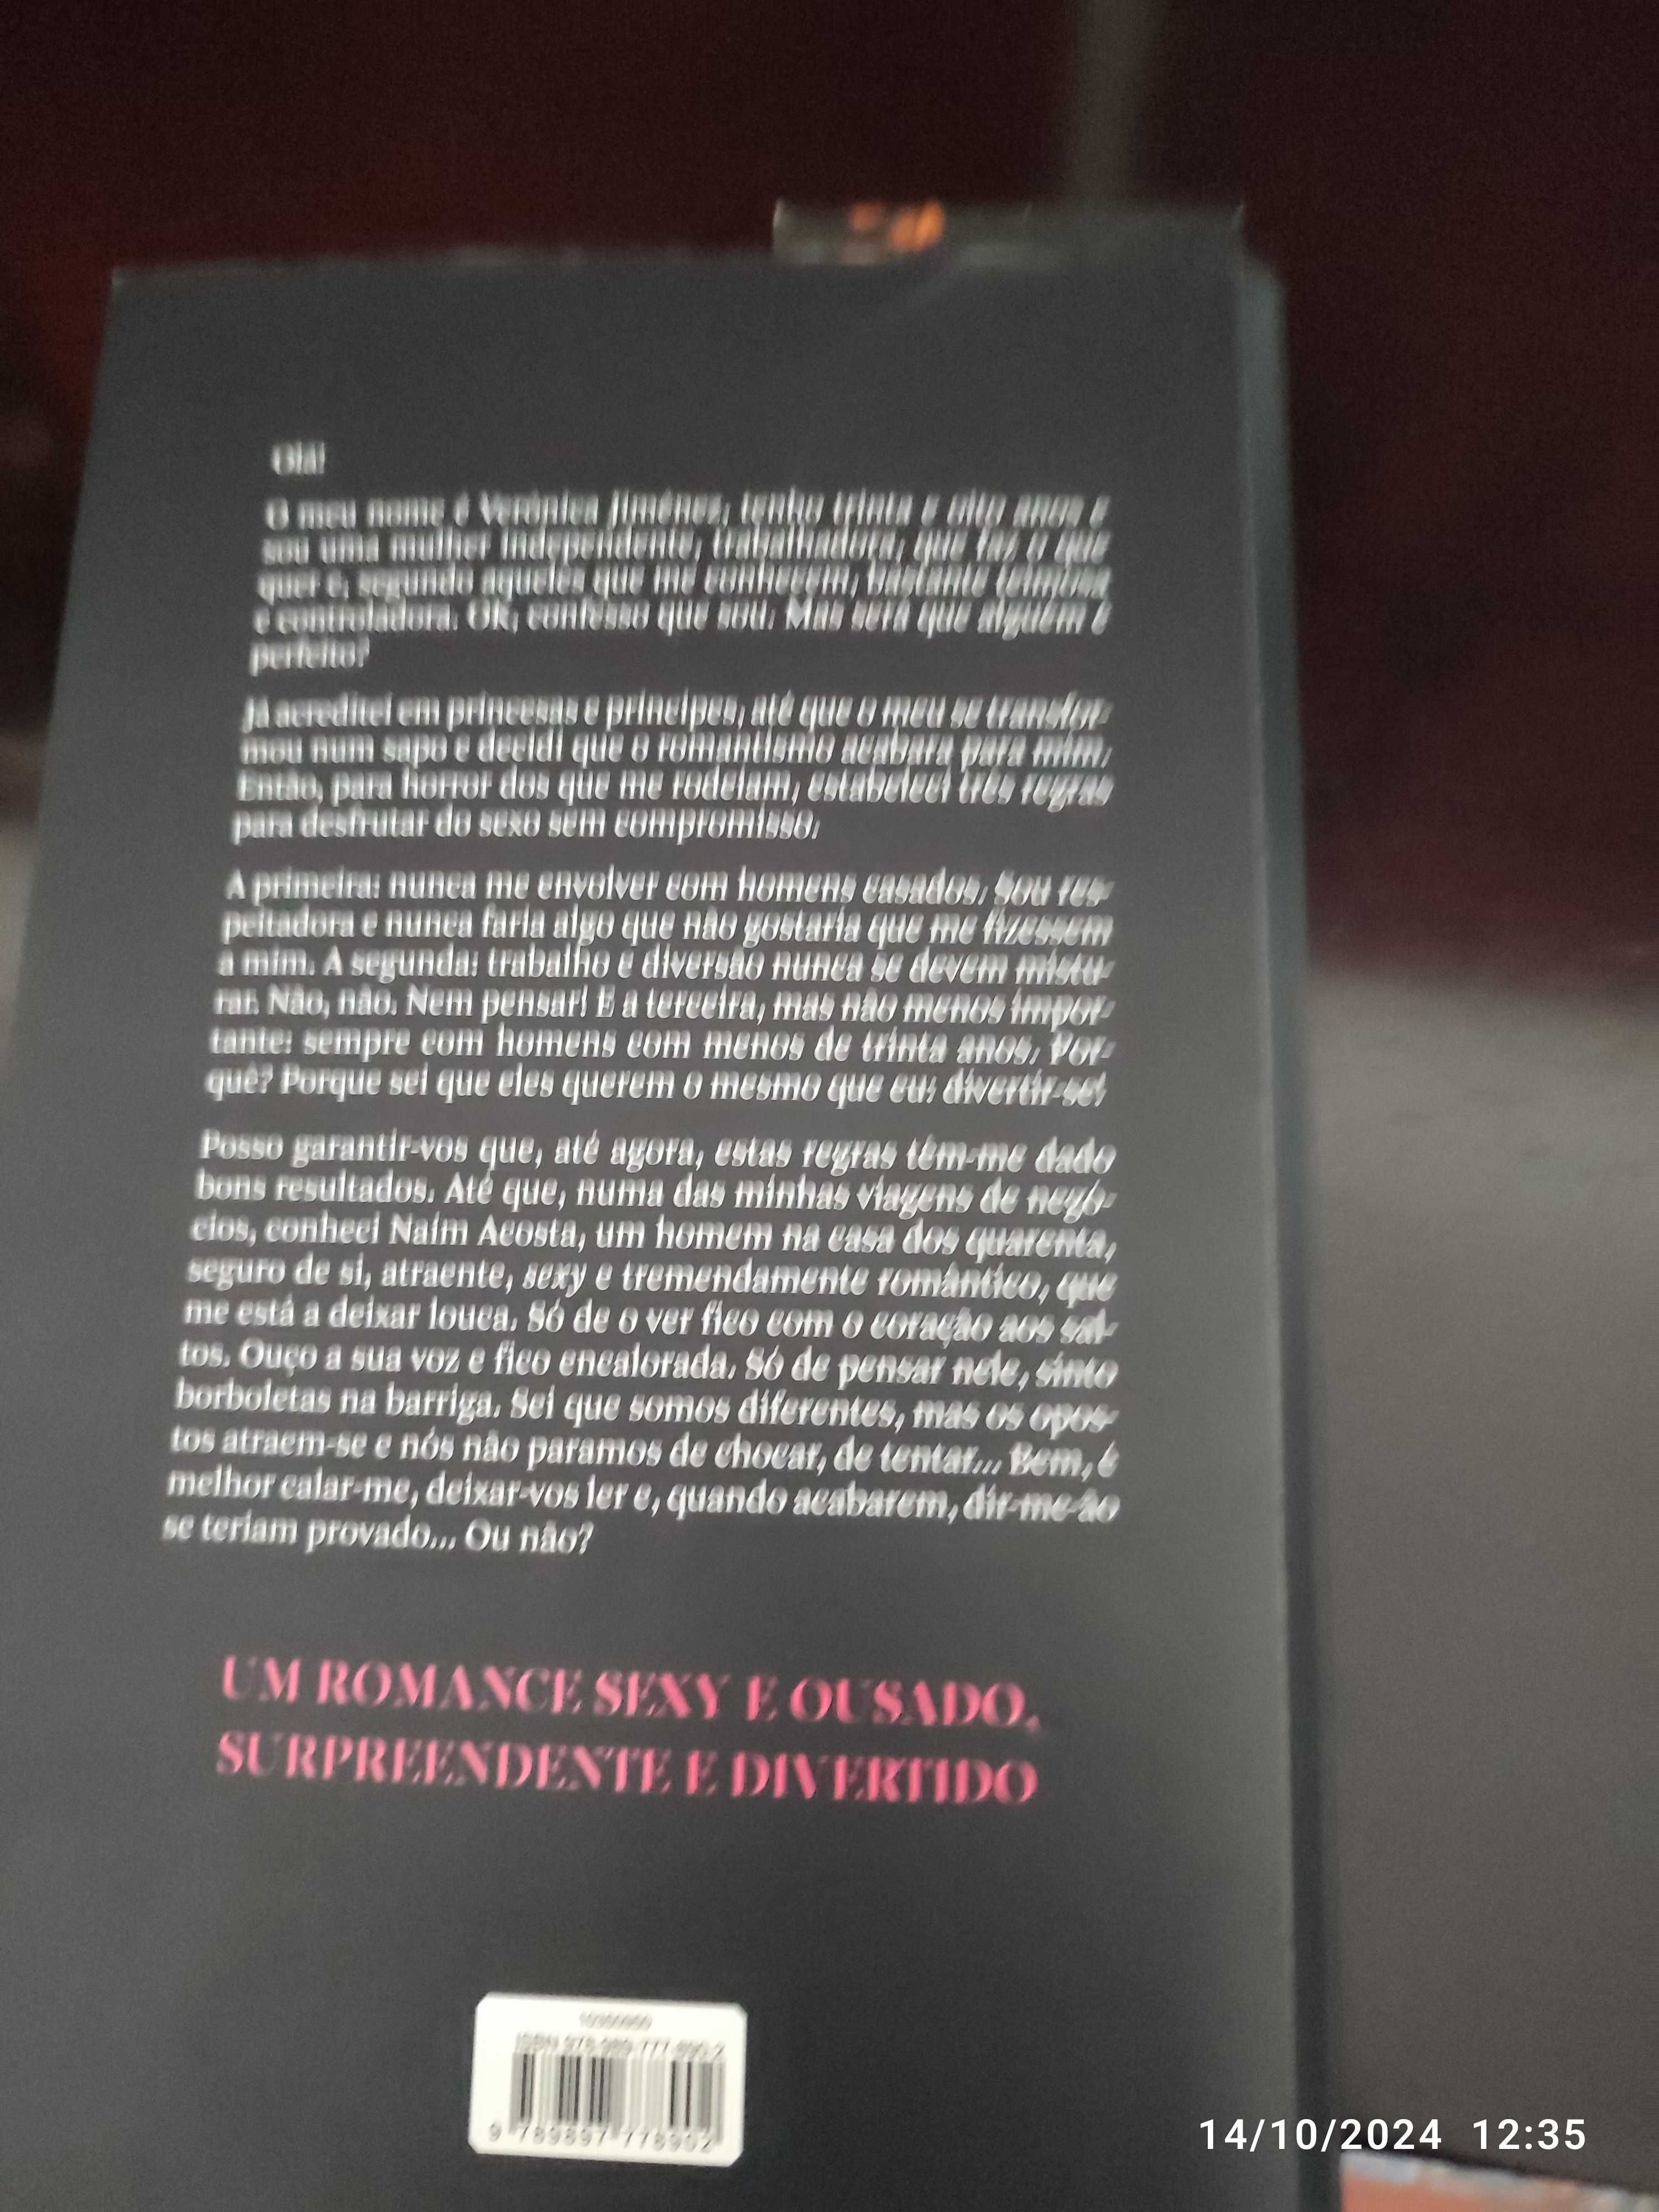 Olá!
O meu nome é Verónica Jiménez, tenho trinta e oito anos e
sou uma mulher independente, trabalhadora, que faz o que
quer e, segundo aqueles que me conhecem, bastante teimosa
e controladora. Ok, confesso que sou. Mas será que alguém é
perfeito?
Já acreditei em princesas e príncipes, até que o meu se transfor-
mou num sapo e decidi que o romantismo acabara para mim.
Então, para horror dos que me rodeiam, estabeleci três regras
para desfrutar do sexo sem compromisso.
A primeira: nunca me envolver com homens casados. Sou res-
peitadora e nunca faria algo que não gostaria que me fizessem
a mim. A segunda: trabalho e diversão nunca se devem mistu-
rar. Não, não. Nem pensar! E a terceira, mas não menos impor-
tante: sempre com homens com menos de trinta anos. Por-
quê? Porque sei que eles querem o mesmo que eu: divertir-se!
Posso garantir-vos que, até agora, estas regras têm-me dado
bons resultados. Até que, numa das minhas viagens de negó-
cios, conheci Naím Acosta, um homem na casa dos quarenta,
seguro de si, atraente, sexy e tremendamente romântico, que
me está a deixar louca. Só de o ver fico com o coração aos sal-
tos. Ouço a sua voz e fico encalorada. Só de pensar nele, sinto
borboletas na barriga. Sei que somos diferentes, mas os opos-
tos atraem-se e nós não paramos de chocar, de tentar... Bem, é
melhor calar-me, deixar-vos ler e, quando acabarem, dir-me-ão
se teriam provado... Ou não?
UM ROMANCE SEXY E OUSADO,
SURPREENDENTE E DIVERTIDO
ISBN 978-989-777-890-2
9 789897 778902
14/10/2024 12:35